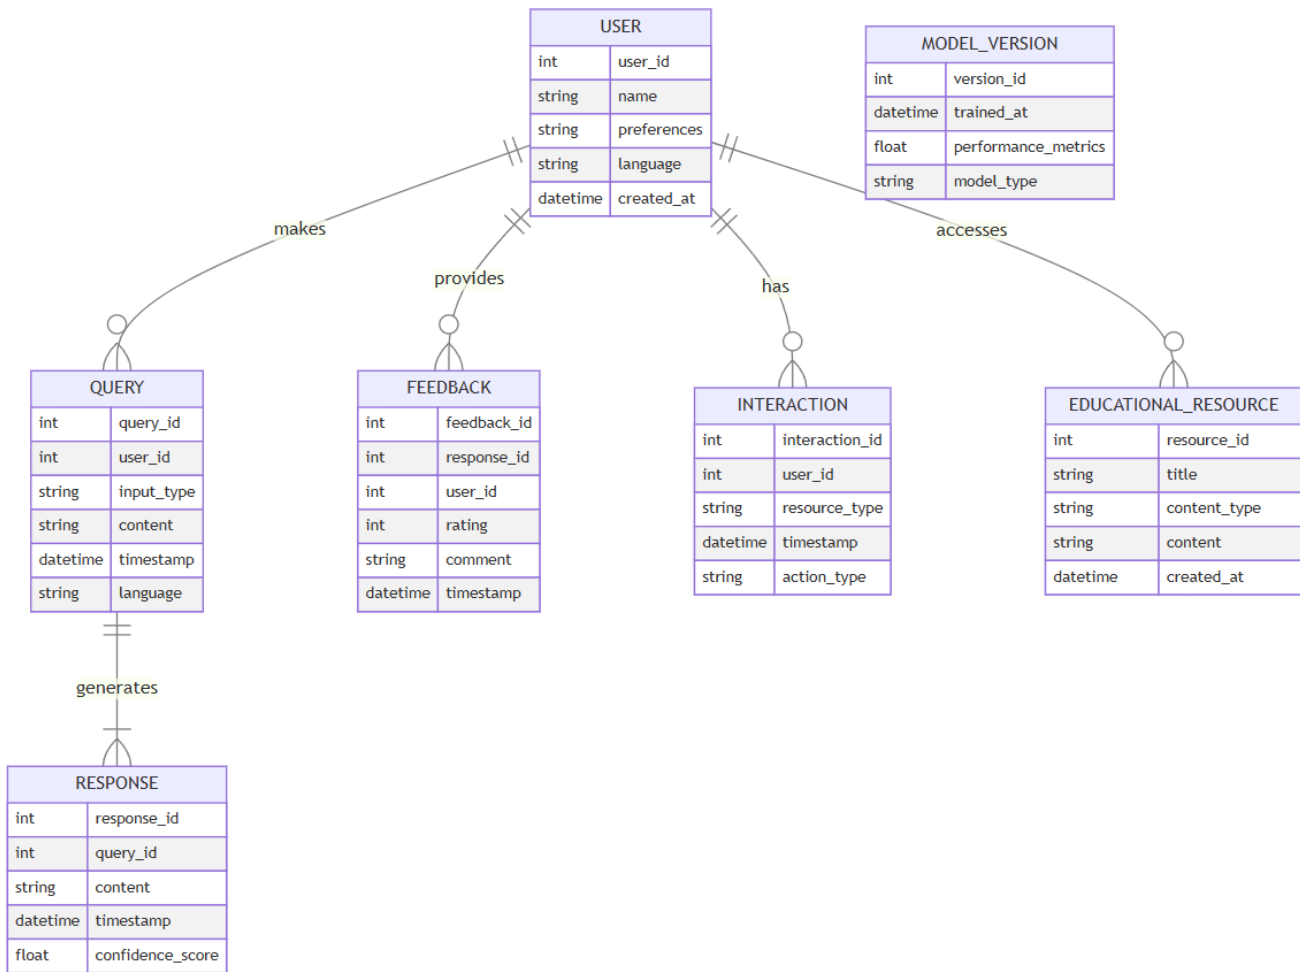 USER
int user_id
string name
string preferences
string language
datetime created_at
MODEL_VERSION
int version_id
datetime trained_at
float performance_metrics
string model_type
makes
provides
has
accesses
QUERY
int query_id
int user_id
string input_type
string content
datetime timestamp
string language
FEEDBACK
int feedback_id
int response_id
int user_id
int rating
string comment
datetime timestamp
INTERACTION
int interaction_id
int user_id
string resource_type
datetime timestamp
string action_type
EDUCATIONAL_RESOURCE
int resource_id
string title
string content_type
string content
datetime created_at
generates
RESPONSE
int response_id
int query_id
string content
datetime timestamp
float confidence_score